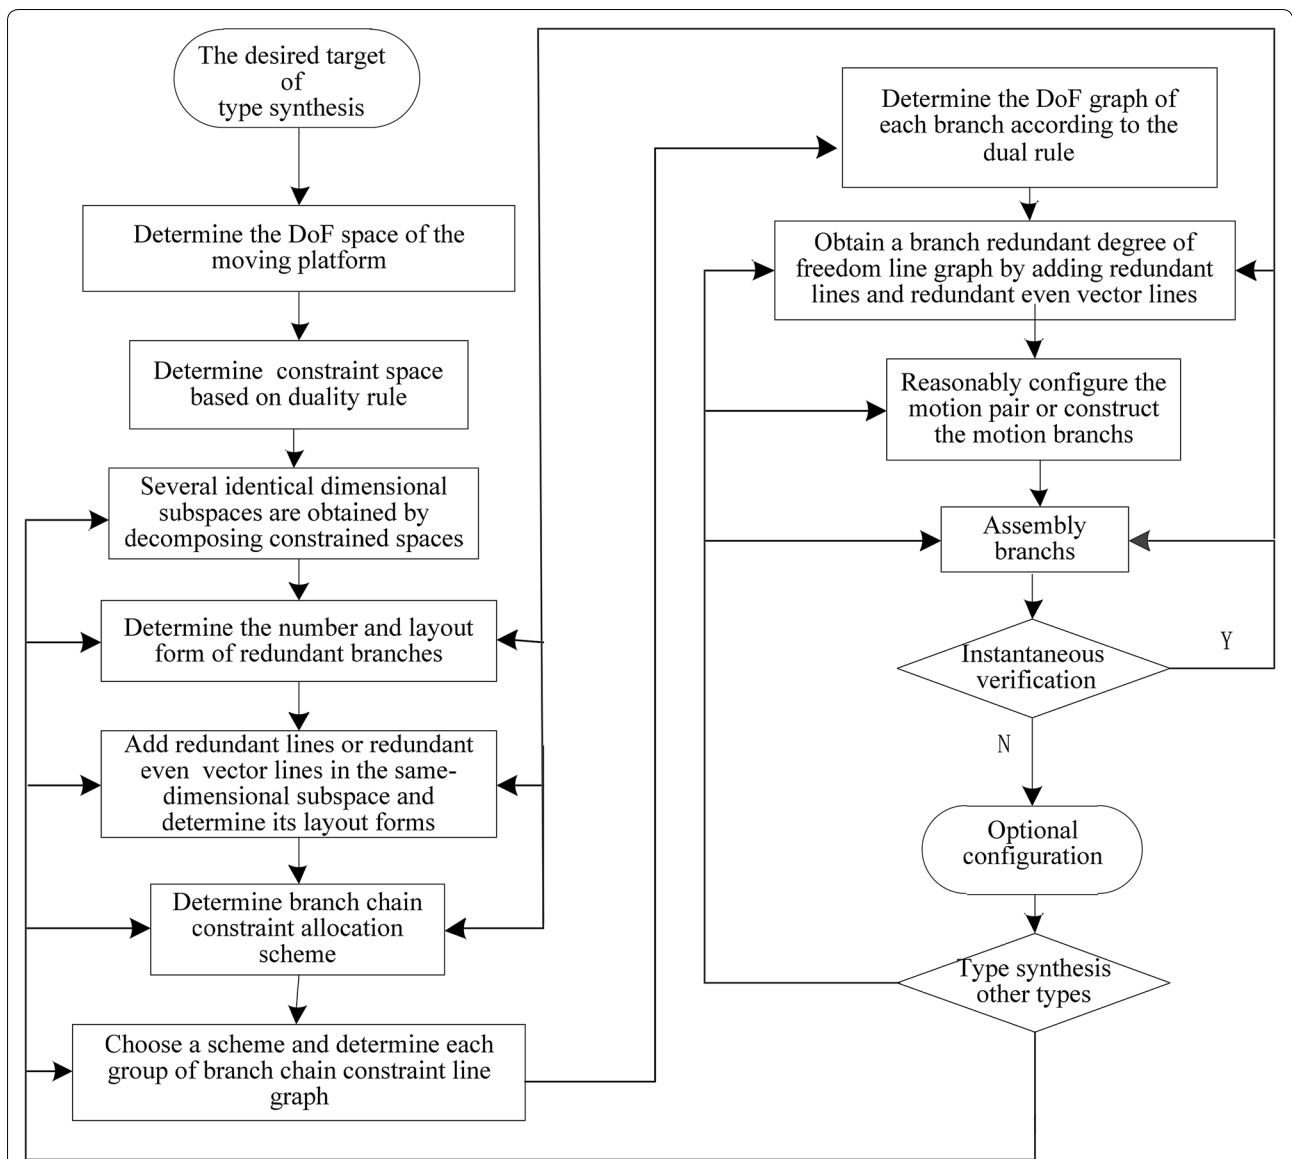 The desired target
of
type synthesis
Determine the DoF space of the
moving platform
Determine constraint space
based on duality rule
Several identical dimensional
subspaces are obtained by
decomposing constrained spaces
Determine the number and layout
form of redundant branches
Add redundant lines or redundant
even vector lines in the same-
dimensional subspace and
determine its layout forms
Determine branch chain
constraint allocation
scheme
Choose a scheme and determine each
group of branch chain constraint line
graph
Determine the DoF graph of
each branch according to the
dual rule
Obtain a branch redundant degree of
freedom line graph by adding redundant
lines and redundant even vector lines
Reasonably configure the
motion pair or construct
the motion branchs
Assembly
branchs
Instantaneous
verification
Y
N
Optional
configuration
Type synthesis
other types